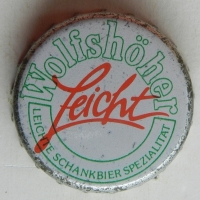 Wolfshöher
Leicht
LEICHTE SCHANKBIER SPEZIALITÄT